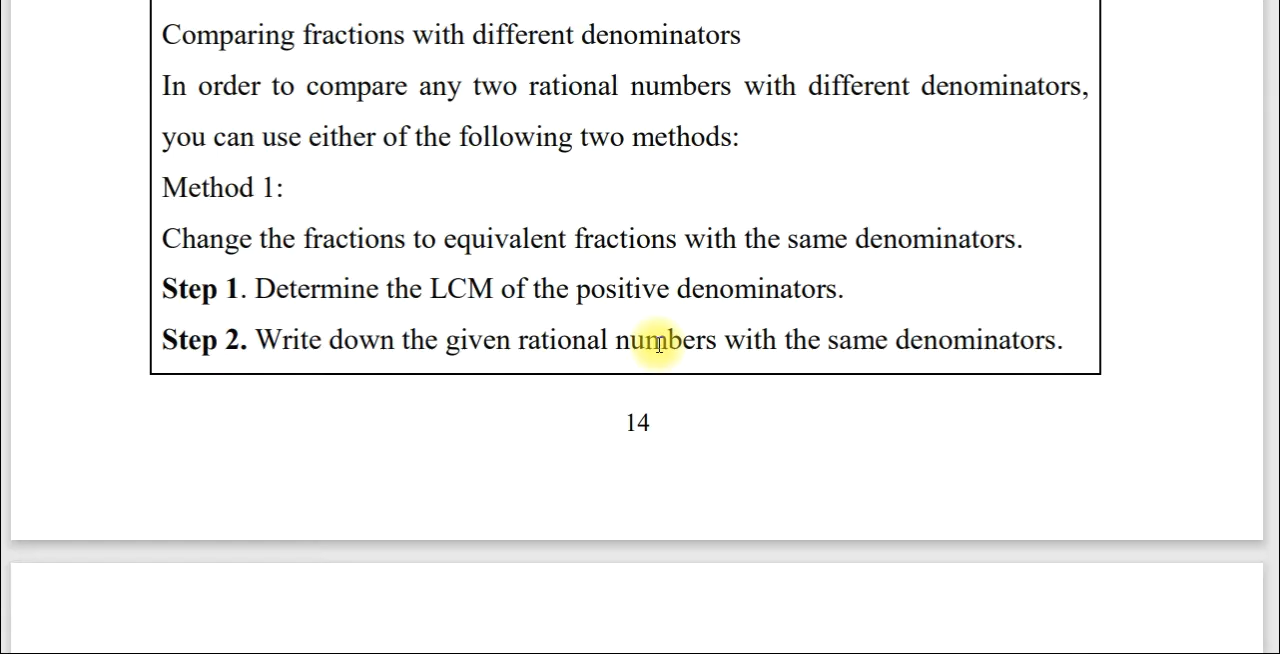 Comparing fractions with different denominators
In order to compare any two rational numbers with different denominators,
you can use either of the following two methods:
Method 1:
Change the fractions to equivalent fractions with the same denominators.
Step 1. Determine the LCM of the positive denominators.
Step 2. Write down the given rational numbers with the same denominators.
14